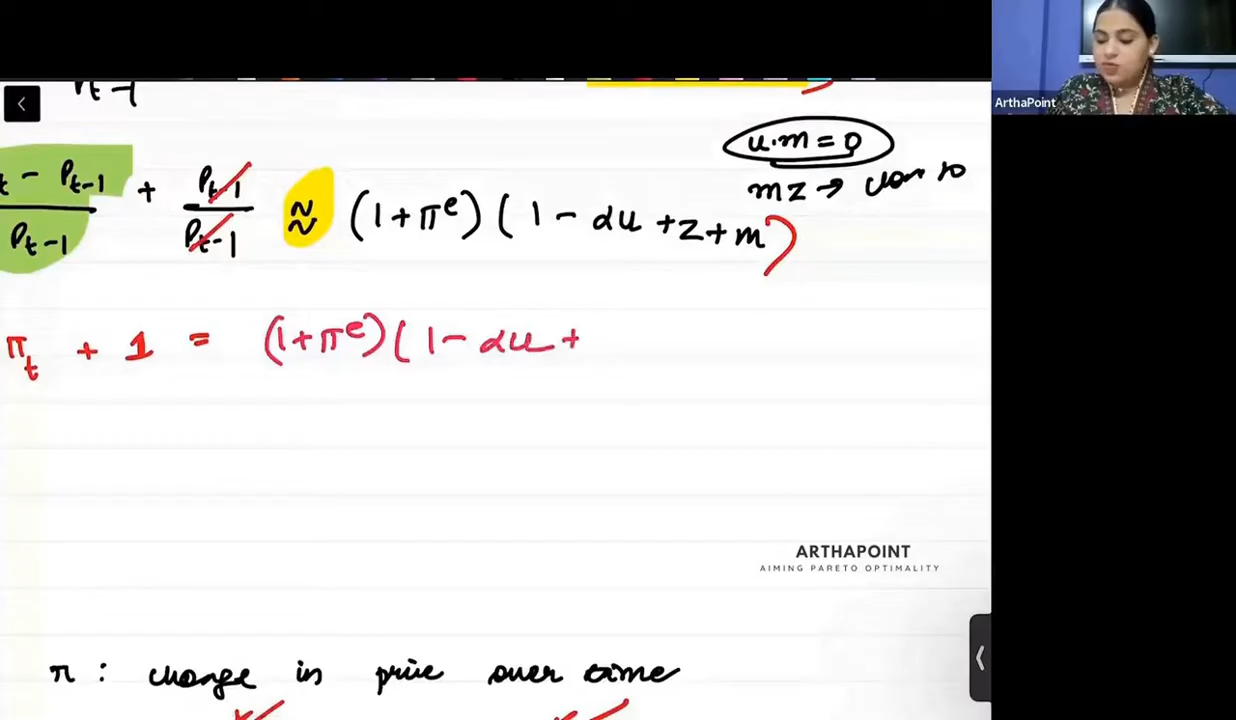 ArthaPoint
Pt-1
u·m = 0
mz → close to
t - Pt-1 / Pt-1 + Pt-1 / Pt-1 ≈ (1+πᵉ) ( 1 - αu + z + m )
πt + 1 = (1+πᵉ) ( 1 - αu +
ARTHAPOINT
AIMING PARETO OPTIMALITY
π : change in price over time